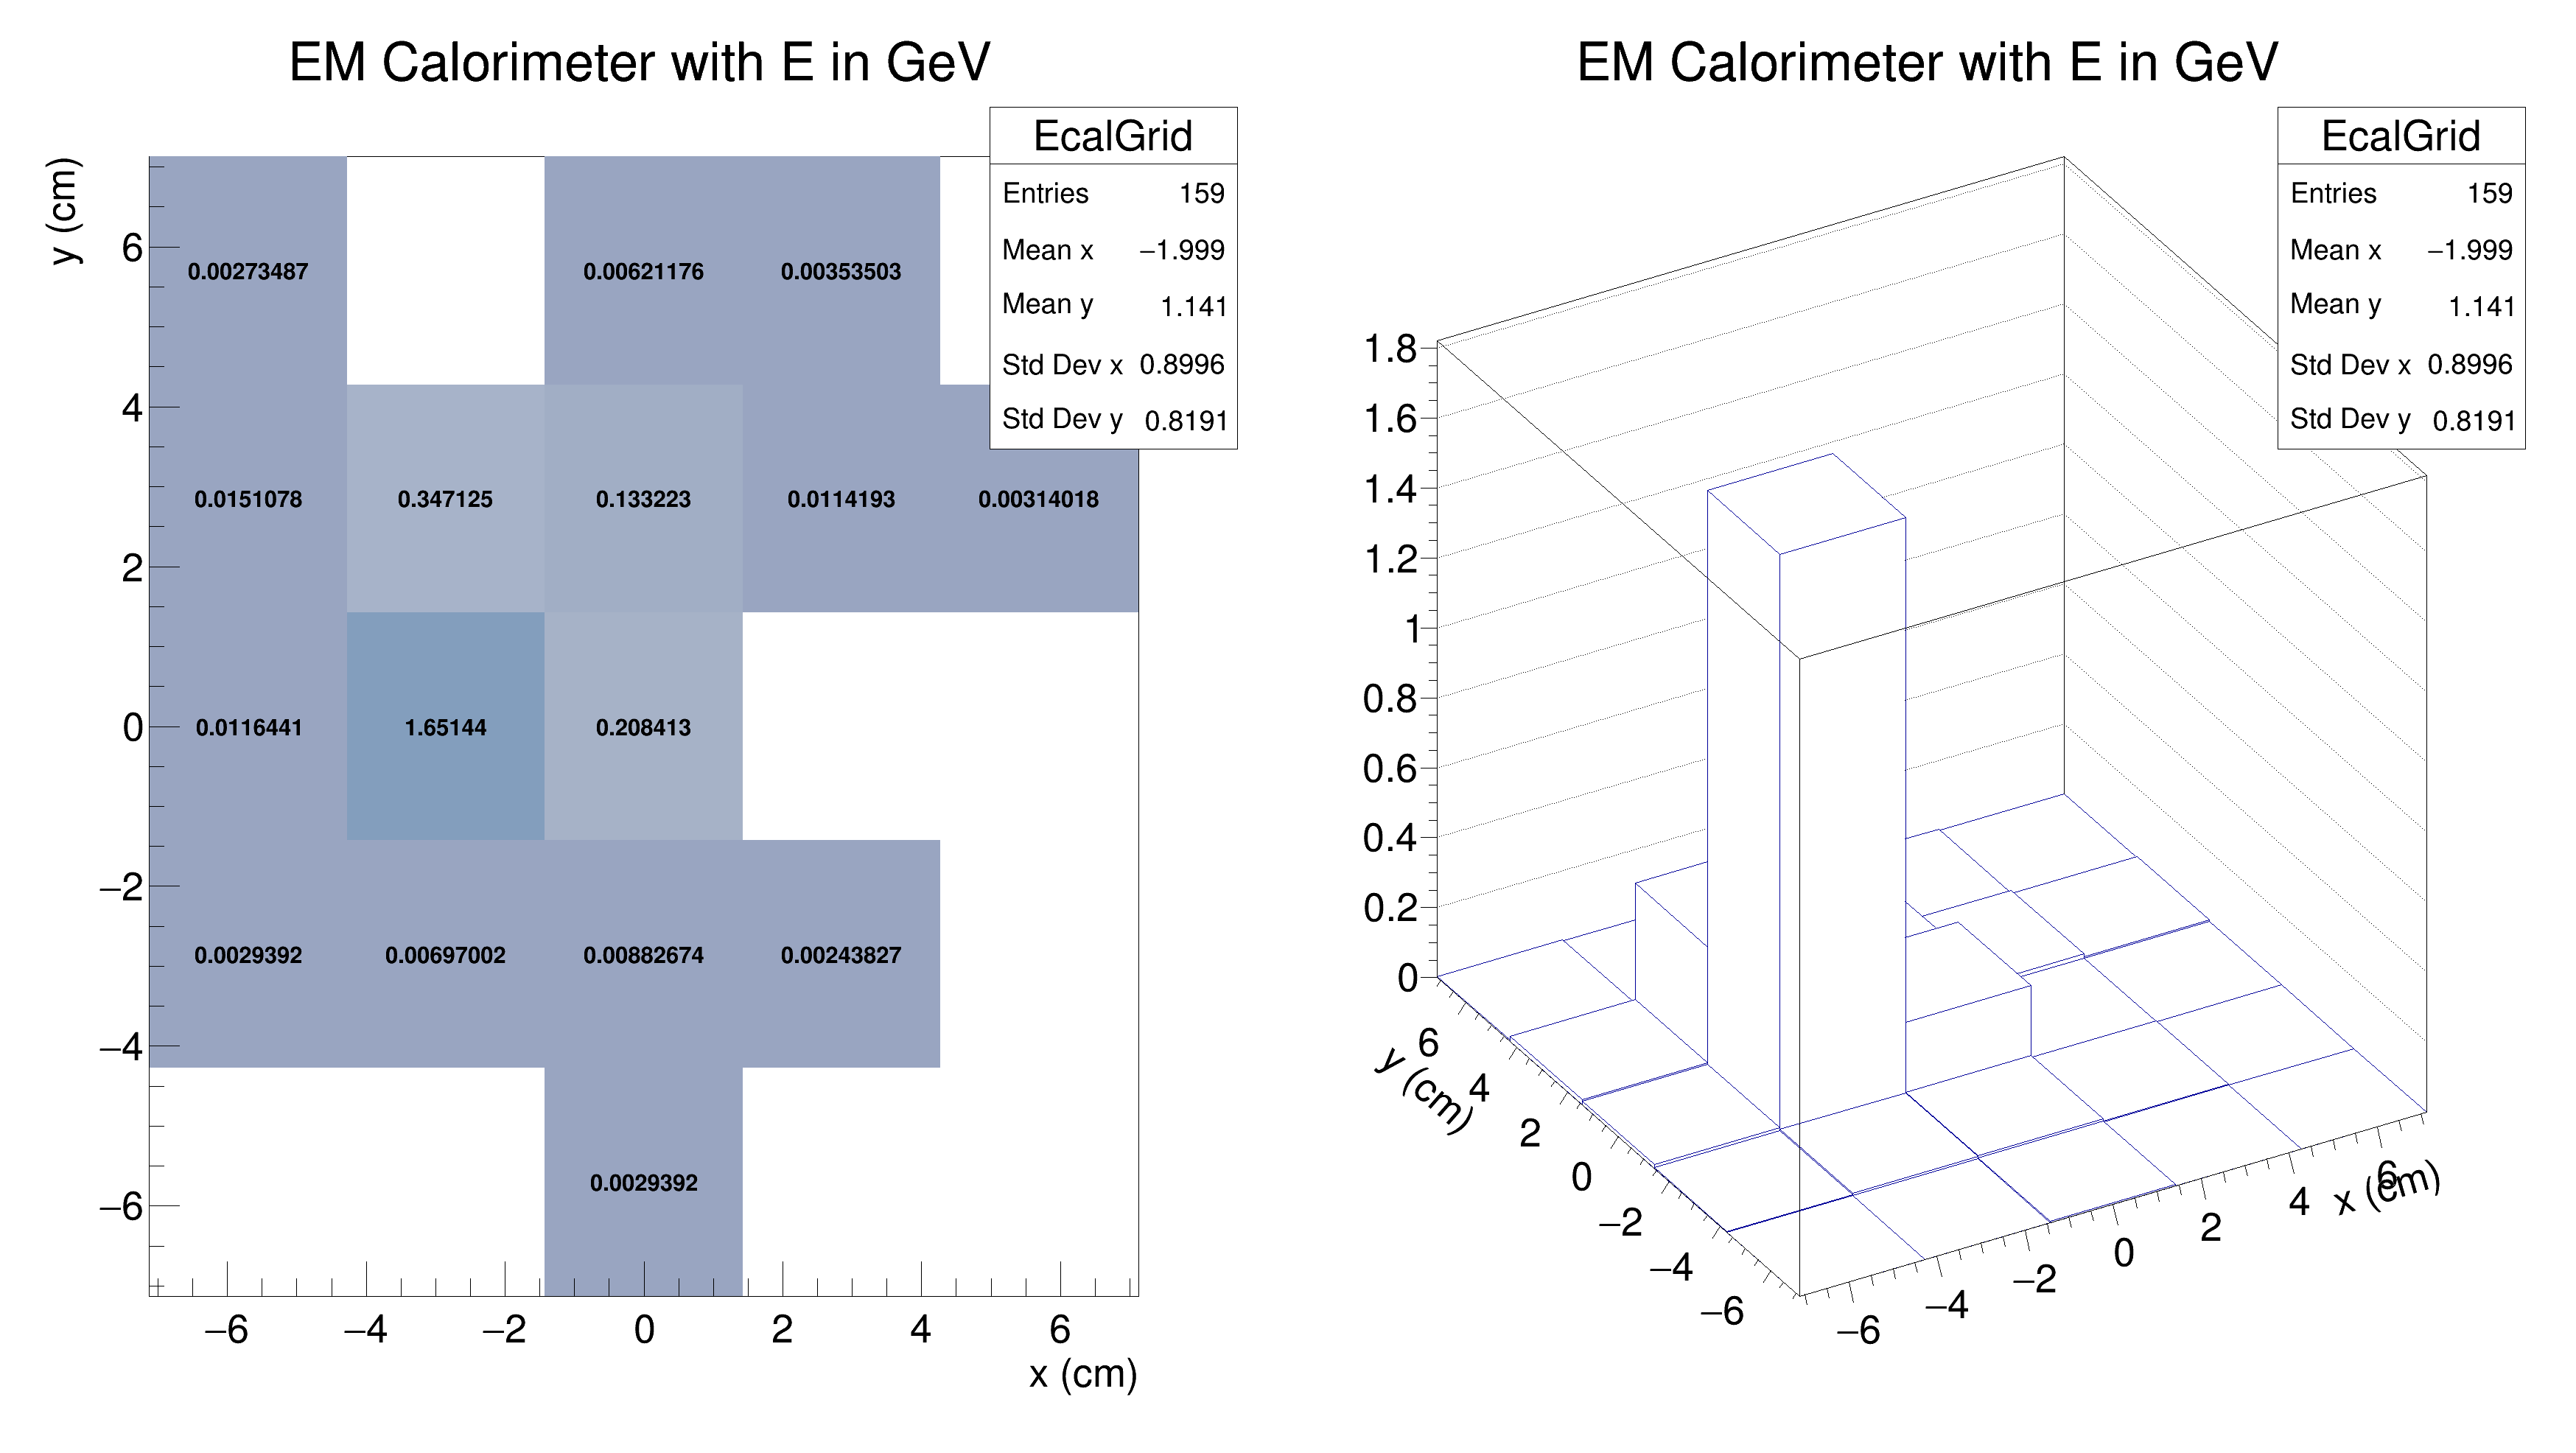 EM Calorimeter with E in GeV
EcalGrid
Entries 159
Mean x −1.999
Mean y 1.141
Std Dev x 0.8996
Std Dev y 0.8191
y (cm)
6
4
2
0
−2
−4
−6
0.00273487 0.00621176 0.00353503
0.0151078 0.347125 0.133223 0.0114193 0.00314018
0.0116441 1.65144 0.208413
0.0029392 0.00697002 0.00882674 0.00243827
0.0029392
−6 −4 −2 0 2 4 6
x (cm)
EM Calorimeter with E in GeV
EcalGrid
Entries 159
Mean x −1.999
Mean y 1.141
Std Dev x 0.8996
Std Dev y 0.8191
1.8
1.6
1.4
1.2
1
0.8
0.6
0.4
0.2
0
y (cm)
6
4
2
0
−2
−4
−6
−6 −4 −2 0 2 4 6
x (cm)